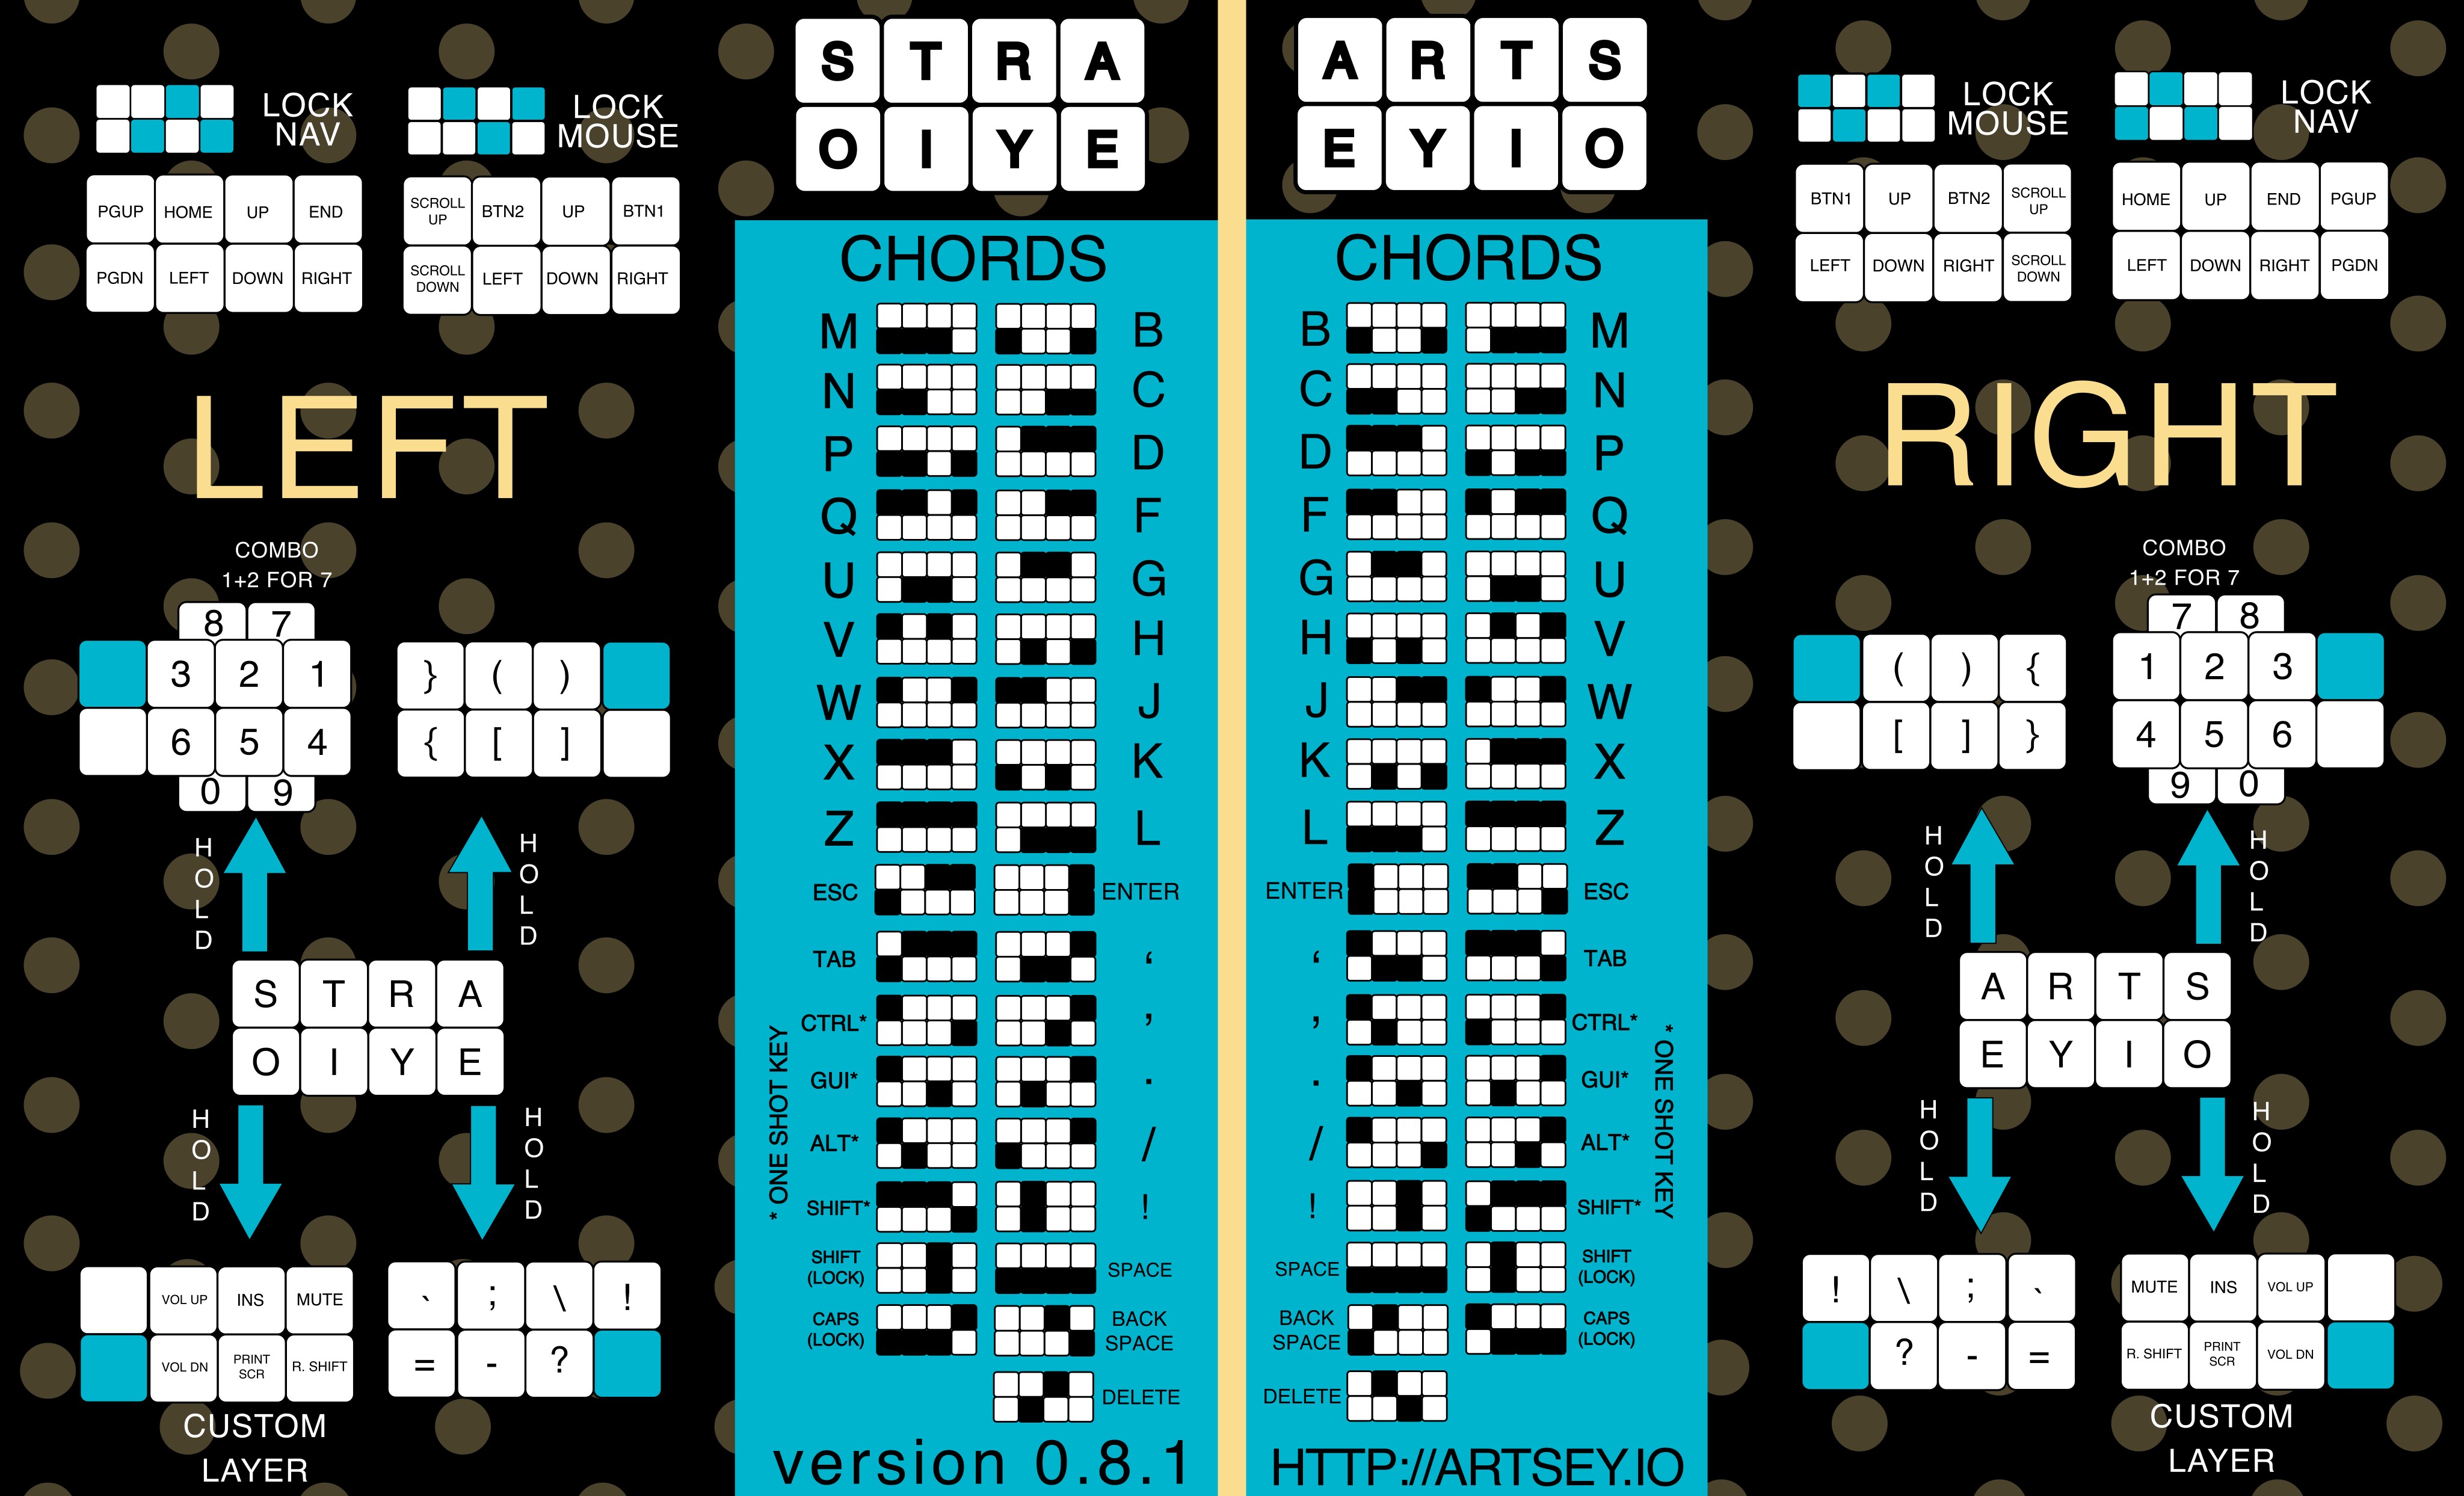 LOCK
NAV
LOCK
MOUSE
PGUP HOME UP END
PGDN LEFT DOWN RIGHT
SCROLL UP BTN2 UP BTN1
SCROLL DOWN LEFT DOWN RIGHT
LEFT
COMBO
1+2 FOR 7
8 7
3 2 1
6 5 4
0 9
} ( )
{ [ ]
HOLD
HOLD
S T R A
O I Y E
HOLD
HOLD
VOL UP INS MUTE
VOL DN PRINT SCR R. SHIFT
CUSTOM
LAYER
` ; \ !
= - ?
S T R A
O I Y E
CHORDS
M B
N C
P D
Q F
U G
V H
W J
X K
Z L
ESC ENTER
TAB ‘
CTRL* ,
GUI* .
ALT* /
SHIFT* !
SHIFT (LOCK) SPACE
CAPS (LOCK) BACK SPACE
DELETE
* ONE SHOT KEY
version 0.8.1
A R T S
E Y I O
CHORDS
B M
C N
D P
F Q
G U
H V
J W
K X
L Z
ENTER ESC
‘ TAB
, CTRL*
. GUI*
/ ALT*
! SHIFT*
SPACE SHIFT (LOCK)
BACK SPACE CAPS (LOCK)
DELETE
* ONE SHOT KEY
HTTP://ARTSEY.IO
LOCK
MOUSE
LOCK
NAV
BTN1 UP BTN2 SCROLL UP
LEFT DOWN RIGHT SCROLL DOWN
HOME UP END PGUP
LEFT DOWN RIGHT PGDN
RIGHT
COMBO
1+2 FOR 7
( ) {
[ ] }
7 8
1 2 3
4 5 6
9 0
HOLD
HOLD
A R T S
E Y I O
HOLD
HOLD
! \ ; `
? - =
MUTE INS VOL UP
R. SHIFT PRINT SCR VOL DN
CUSTOM
LAYER